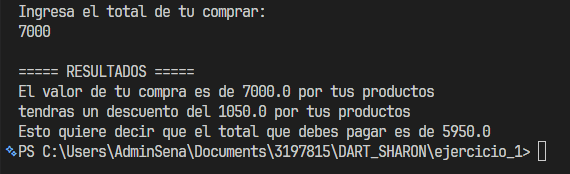 Ingresa el total de tu comprar:
7000

===== RESULTADOS =====
El valor de tu compra es de 7000.0 por tus productos
tendras un descuento del 1050.0 por tus productos
Esto quiere decir que el total que debes pagar es de 5950.0
PS C:\Users\AdminSena\Documents\3197815\DART_SHARON\ejercicio_1>